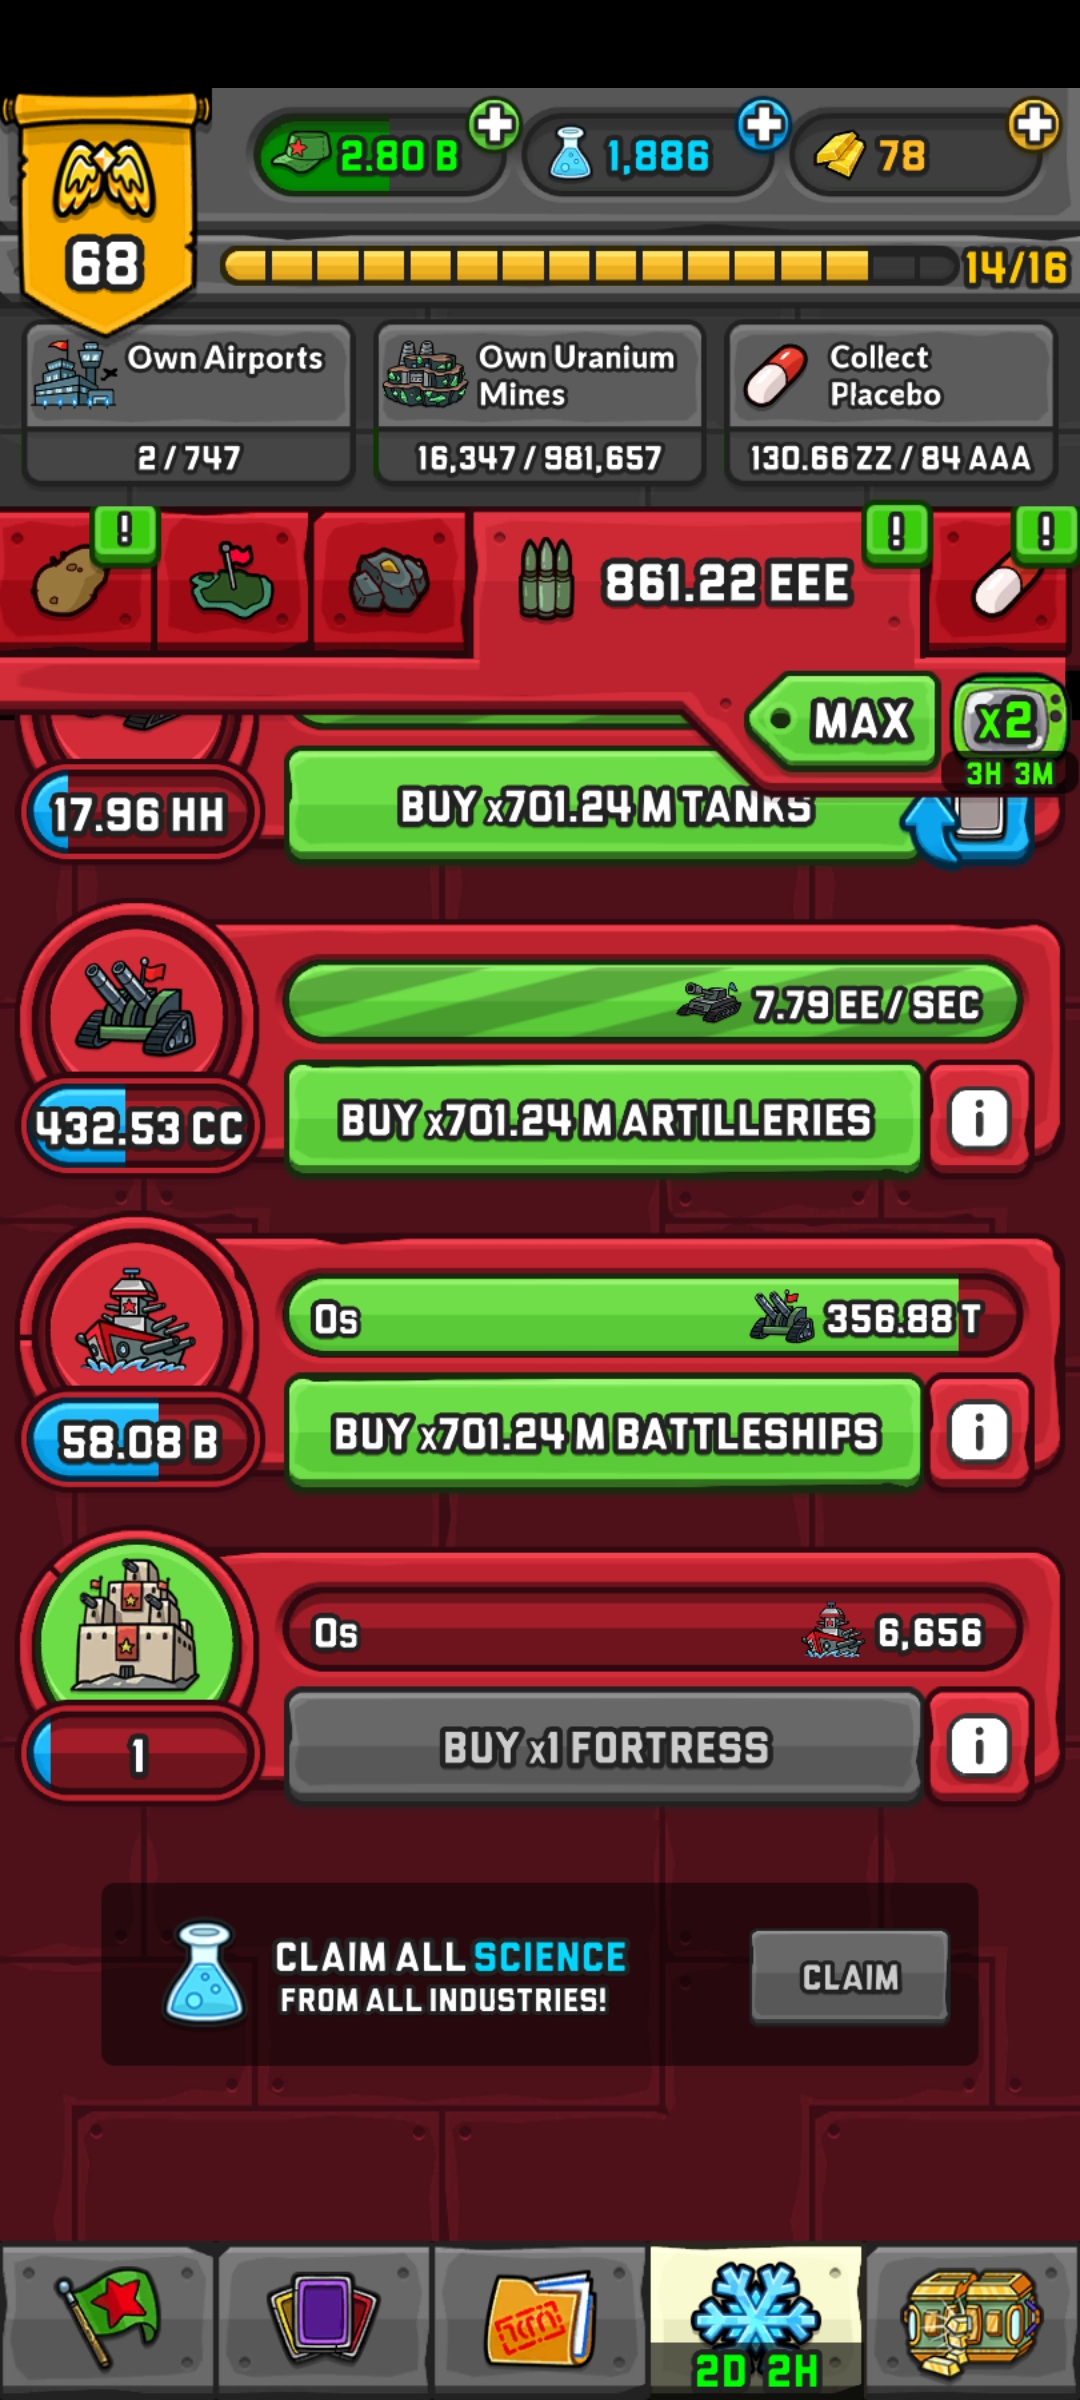 2.80 B
1,886
78
68
14/16
Own Airports
2 / 747
Own Uranium
Mines
16,347 / 981,657
Collect
Placebo
130.66 ZZ / 84 AAA
!
861.22 EEE
!
!
MAX
x2
3H 3M
17.96 HH
BUY x701.24 M TANKS
7.79 EE / SEC
432.53 CC
BUY x701.24 M ARTILLERIES
i
0s
356.88 T
58.08 B
BUY x701.24 M BATTLESHIPS
i
0s
6,656
1
BUY x1 FORTRESS
i
CLAIM ALL SCIENCE
FROM ALL INDUSTRIES!
CLAIM
2D 2H